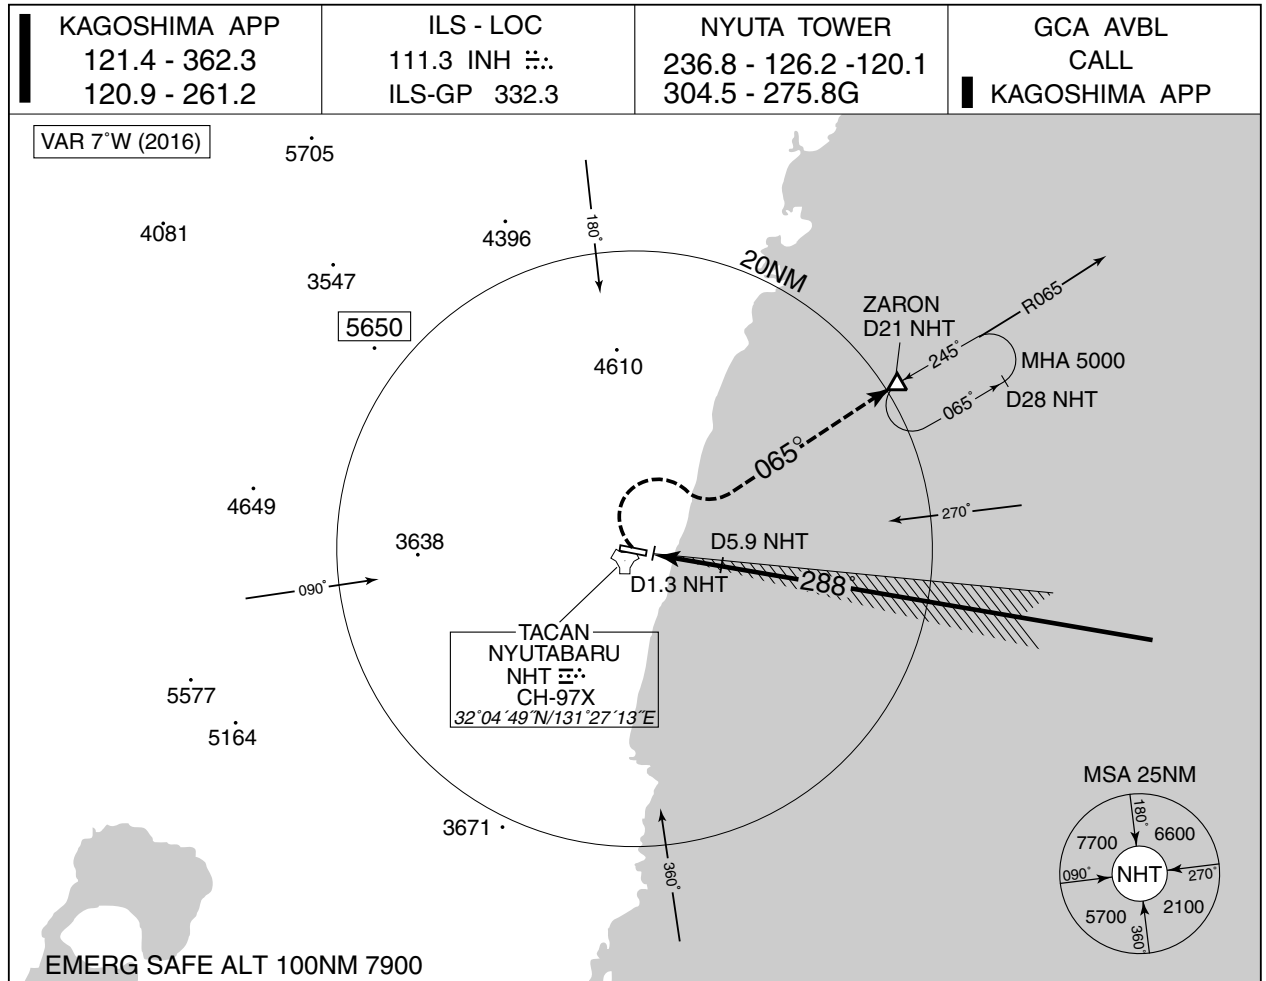 KAGOSHIMA APP
121.4 - 362.3
120.9 - 261.2
ILS - LOC
111.3 INH
ILS-GP 332.3
NYUTA TOWER
236.8 - 126.2 -120.1
304.5 - 275.8G
GCA AVBL
CALL
KAGOSHIMA APP
VAR 7°W (2016)
5705
4081
4396
3547
180°
20NM
5650
4610
ZARON
D21 NHT
R065
245°
MHA 5000
065°
D28 NHT
065°
4649
3638
270°
D5.9 NHT
D1.3 NHT
288°
090°
TACAN
NYUTABARU
NHT
CH-97X
32°04´49˝N/131°27´13˝E
5577
5164
3671
360°
MSA 25NM
180°
7700
6600
090°
NHT
270°
5700
2100
360°
EMERG SAFE ALT 100NM 7900